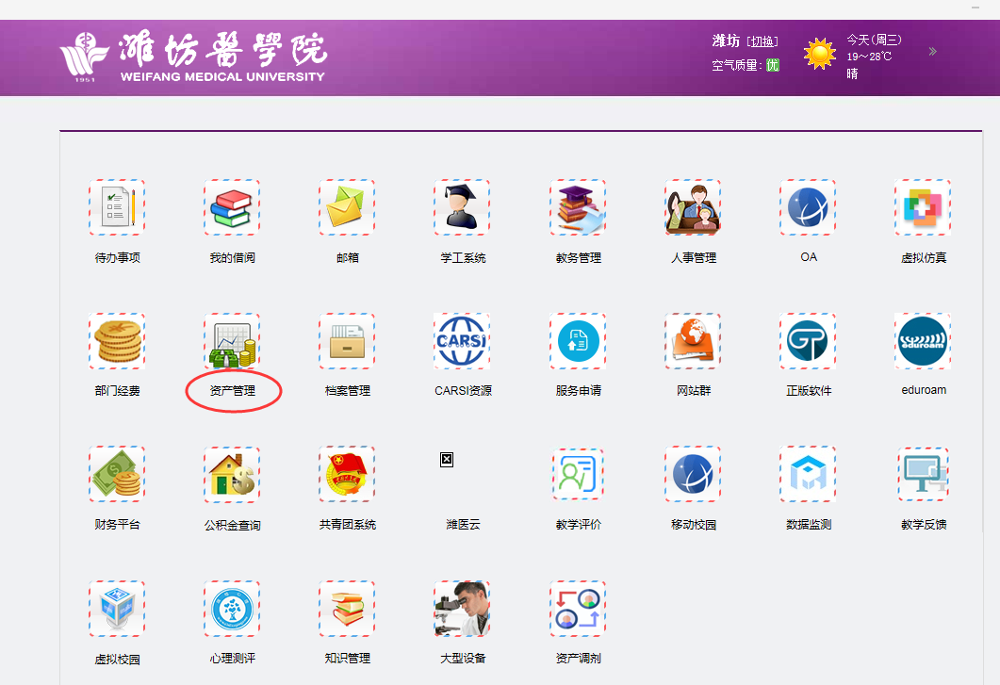 濰坊醫學院
WEIFANG MEDICAL UNIVERSITY
1951
潍坊 [切换]
空气质量：优
今天(周三)
19～28℃
晴
待办事项 我的借阅 邮箱 学工系统 教务管理 人事管理 OA 虚拟仿真
CARSI
eduroam
部门经费 资产管理 档案管理 CARSI资源 服务申请 网站群 正版软件 eduroam
财务平台 公积金查询 共青团系统 潍医云 教学评价 移动校园 数据监测 教学反馈
虚拟校园 心理测评 知识管理 大型设备 资产调剂